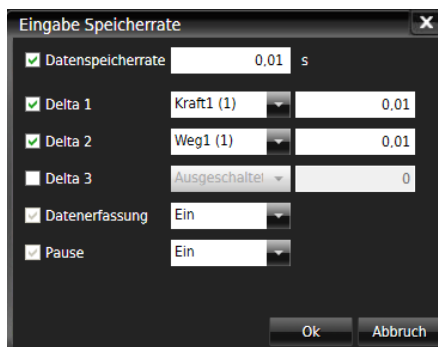 Eingabe Speicherrate x
Datenspeicherrate 0,01 s
Delta 1 Kraft1 (1) 0,01
Delta 2 Weg1 (1) 0,01
Delta 3 Ausgeschaltet 0
Datenerfassung Ein
Pause Ein
Ok Abbruch